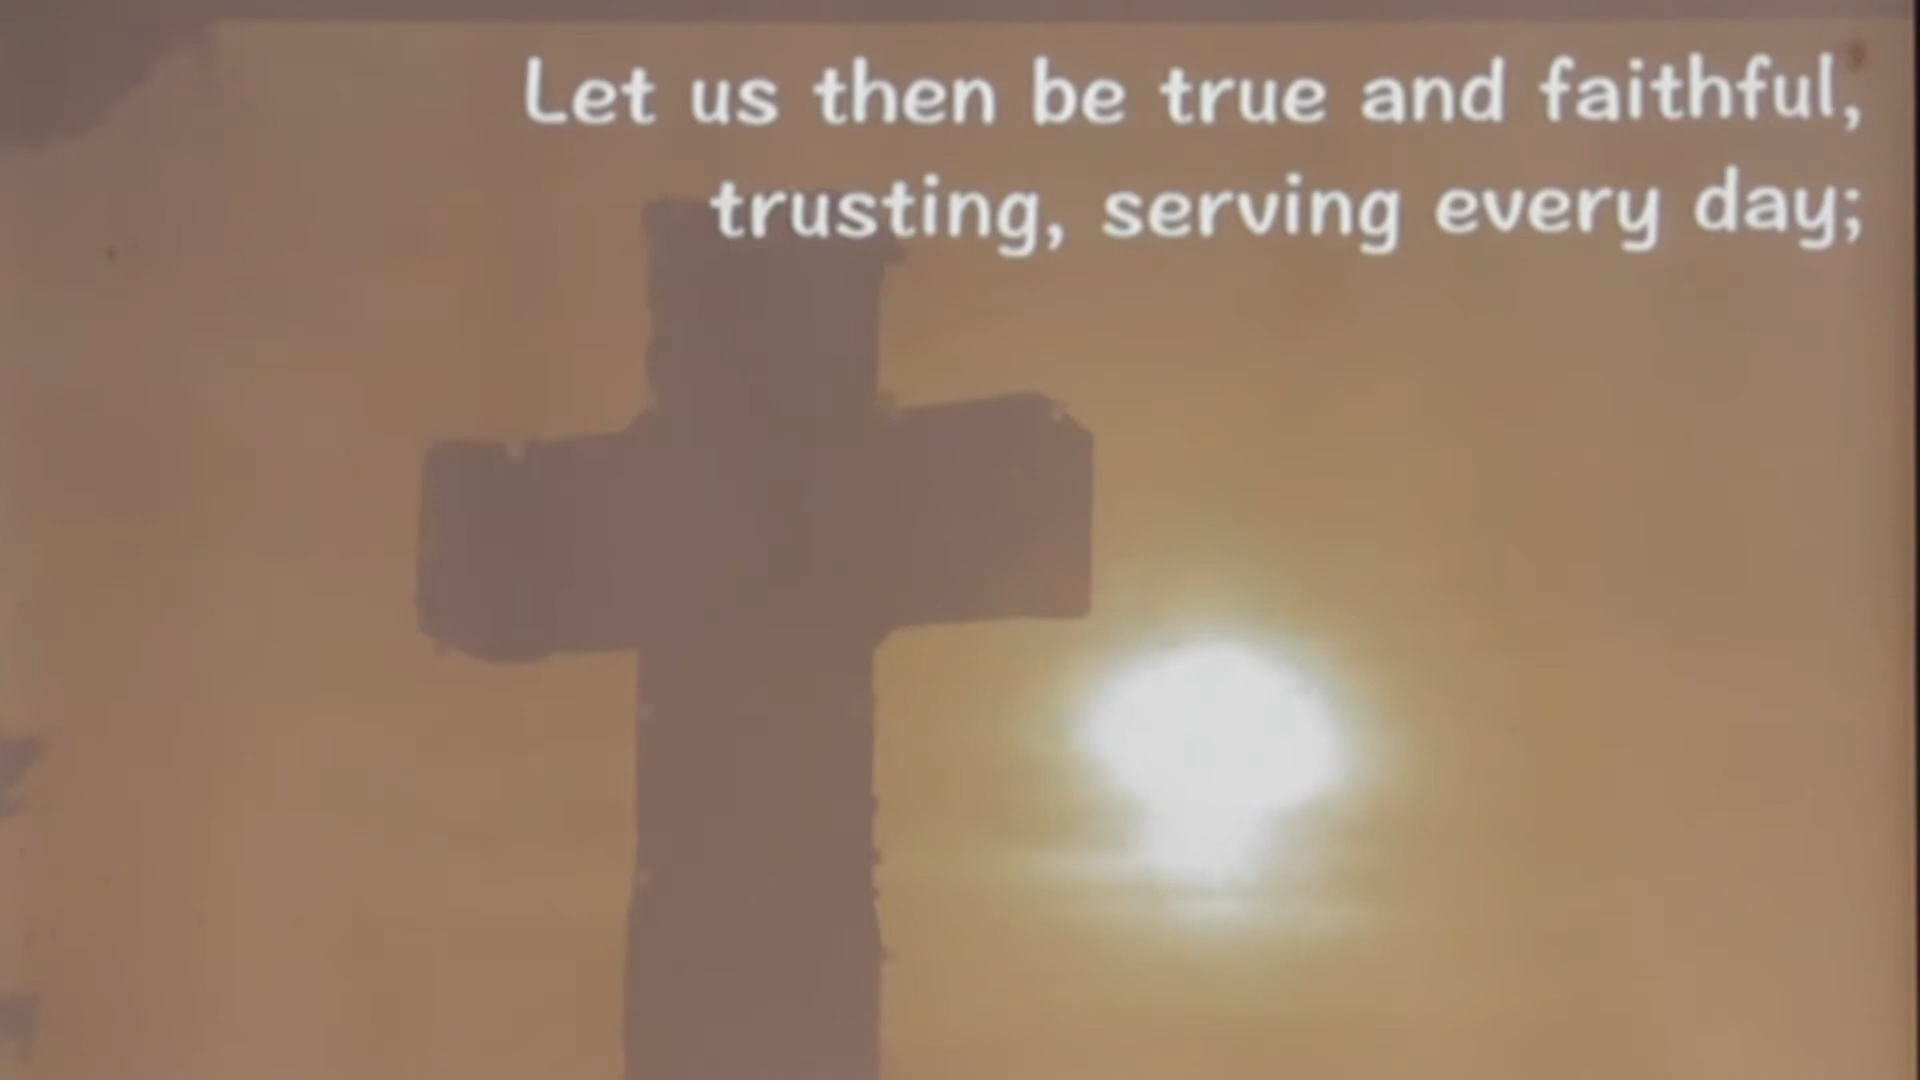 Let us then be true and faithful,
trusting, serving every day;